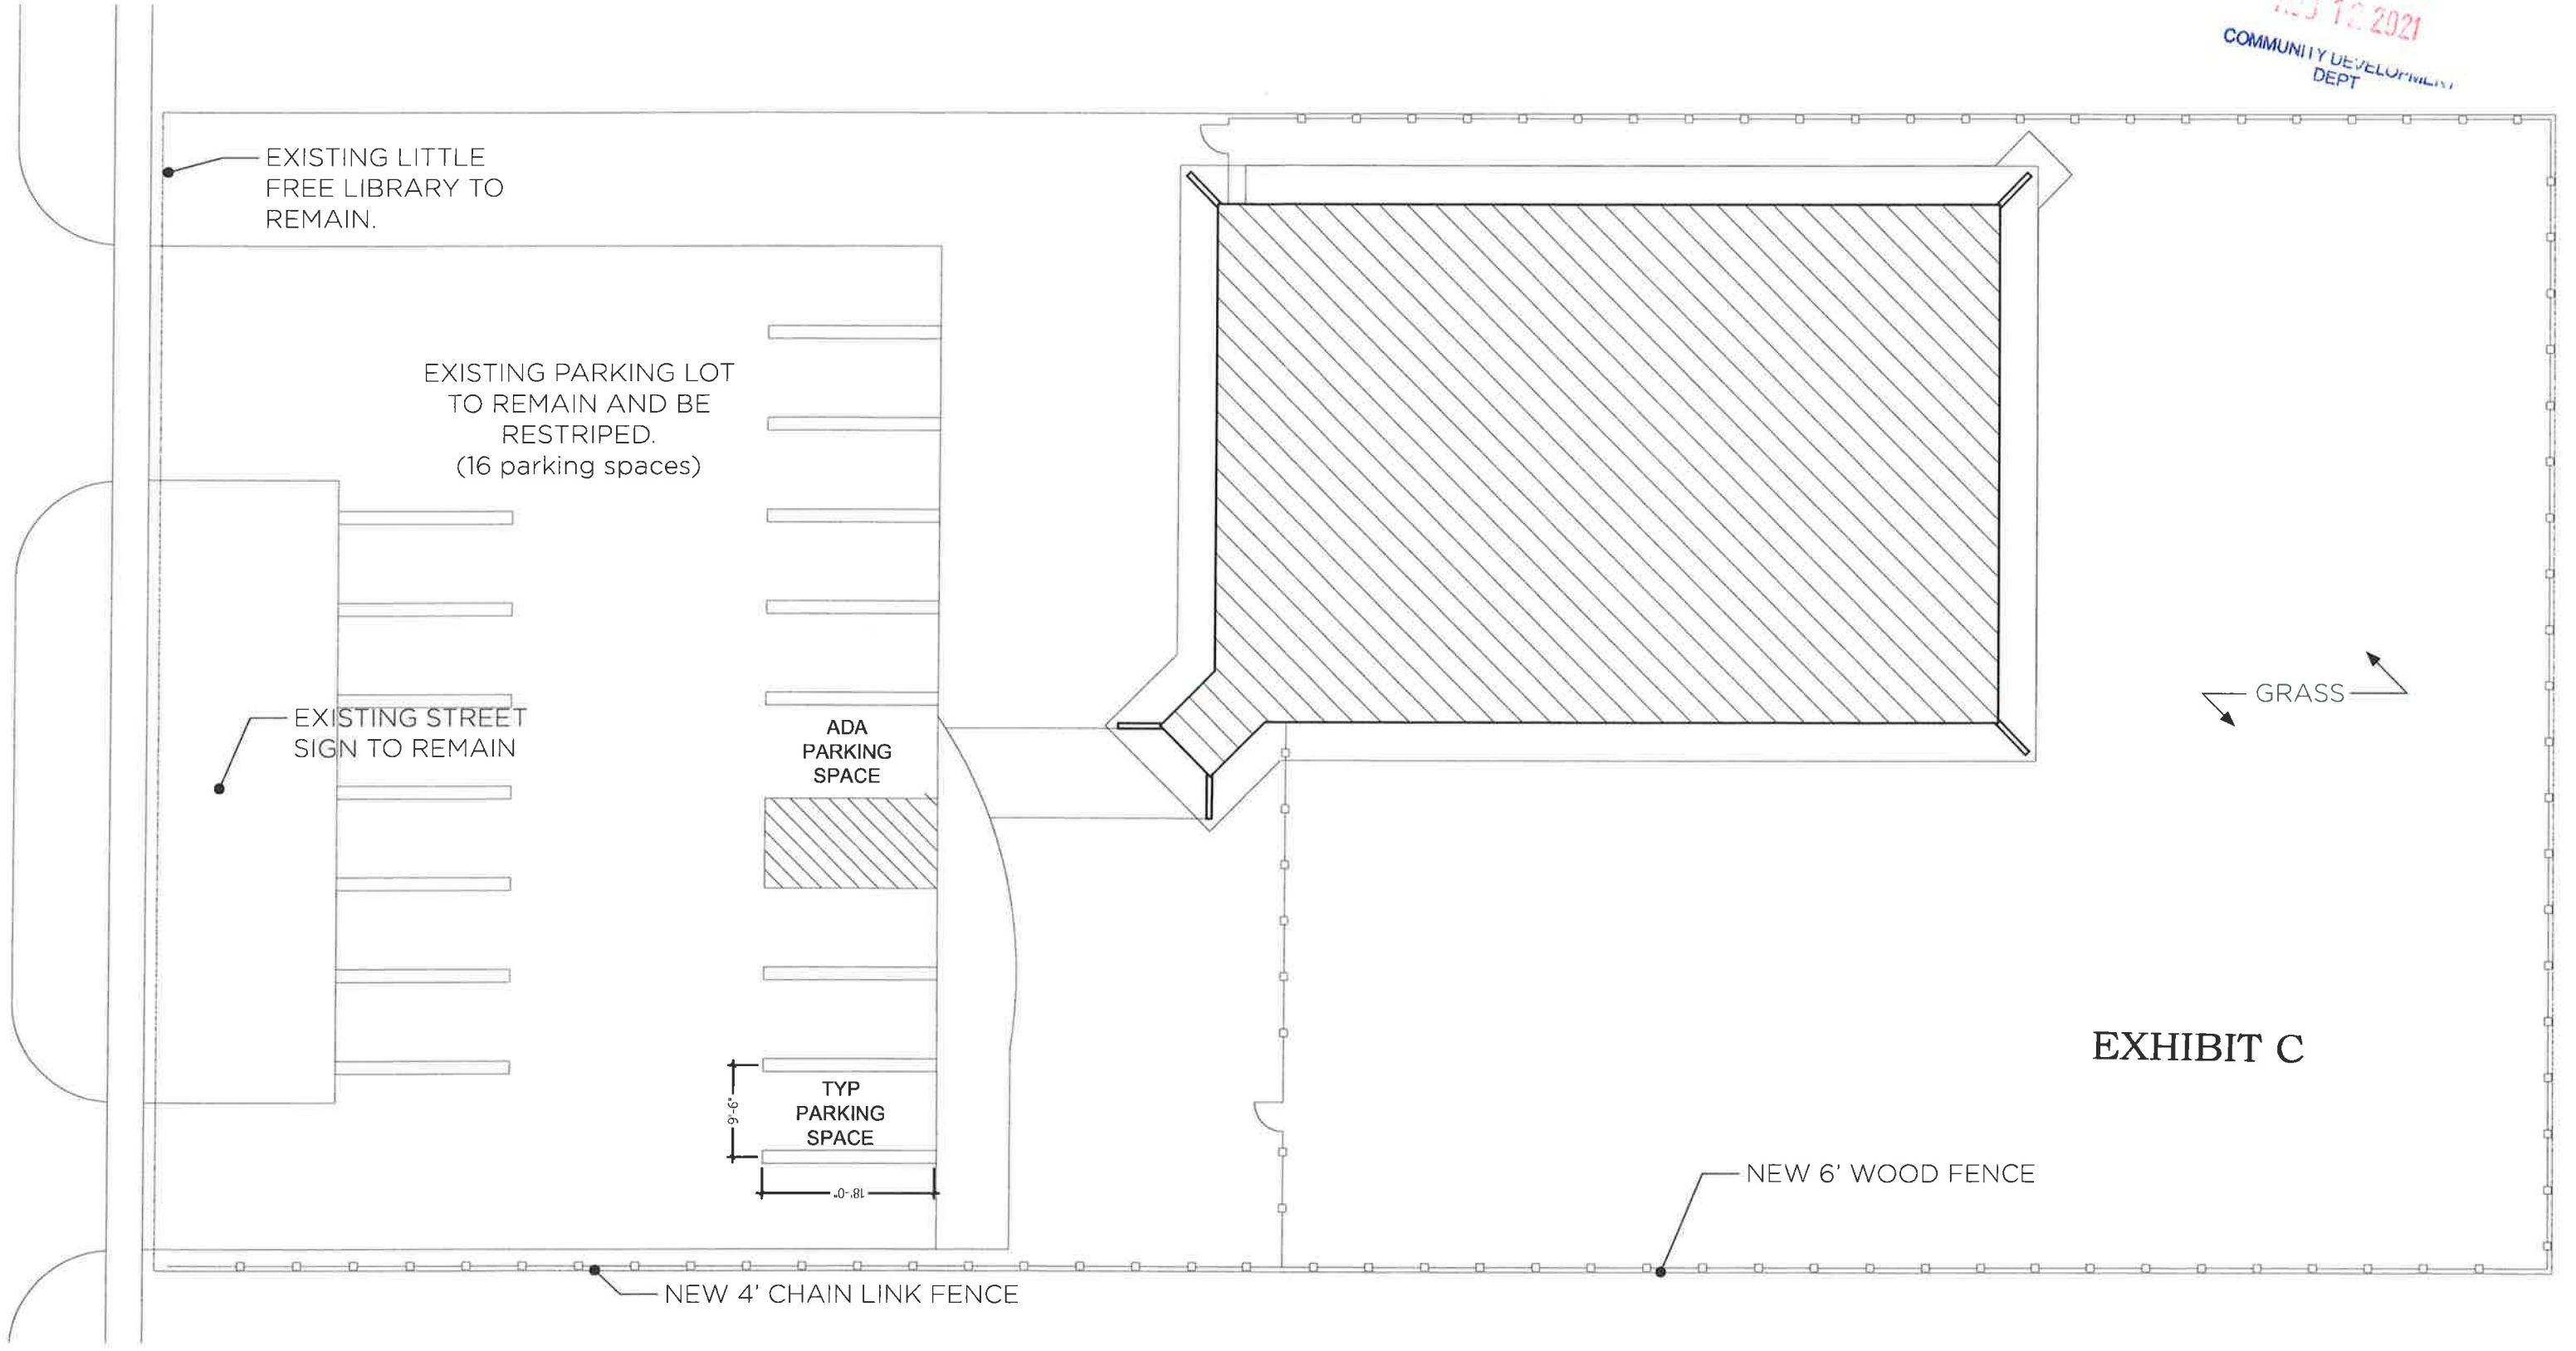 12 2021
COMMUNITY DEVELOPMENT
DEPT
EXISTING LITTLE
FREE LIBRARY TO
REMAIN.
EXISTING PARKING LOT
TO REMAIN AND BE
RESTRIPED.
(16 parking spaces)
EXISTING STREET
SIGN TO REMAIN
ADA
PARKING
SPACE
GRASS
EXHIBIT C
9'-6"
TYP
PARKING
SPACE
18'-0"
NEW 6' WOOD FENCE
NEW 4' CHAIN LINK FENCE